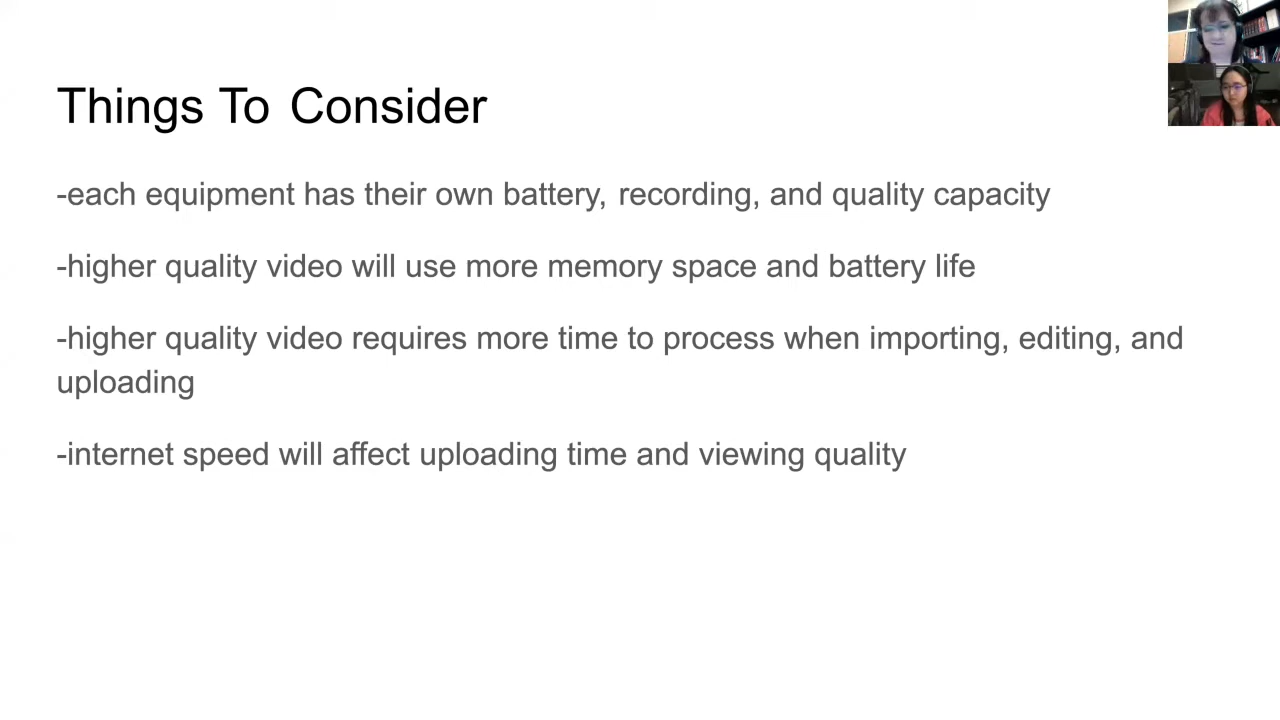 Things To Consider
-each equipment has their own battery, recording, and quality capacity
-higher quality video will use more memory space and battery life
-higher quality video requires more time to process when importing, editing, and
uploading
-internet speed will affect uploading time and viewing quality